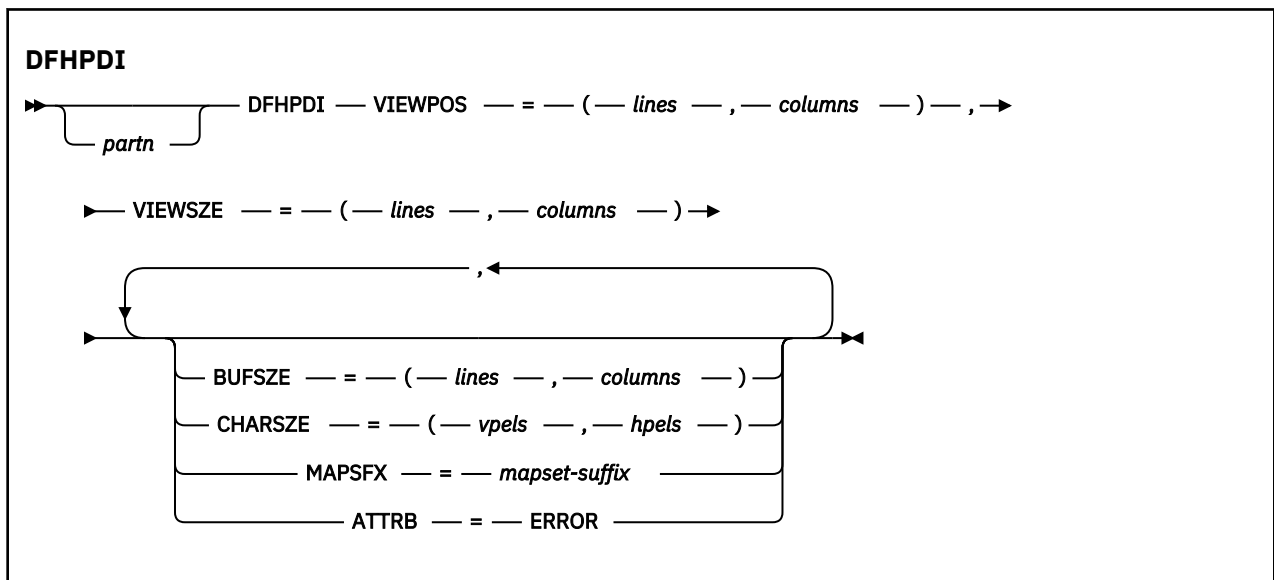 DFHPDI
DFHPDI VIEWPOS = ( lines , columns ) ,
partn
VIEWSZE = ( lines , columns )
,
BUFSZE = ( lines , columns )
CHARSZE = ( vpels , hpels )
MAPSFX = mapset-suffix
ATTRB = ERROR